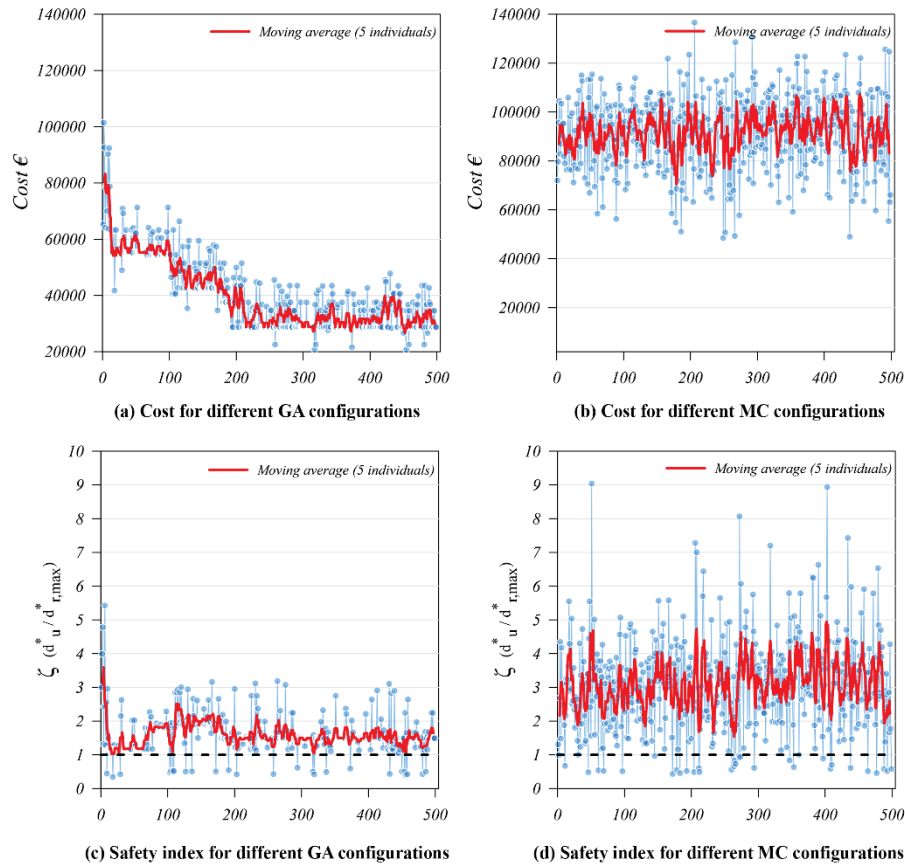 140000
120000
100000
80000
60000
40000
20000
Cost €
Moving average (5 individuals)
0 100 200 300 400 500
(a) Cost for different GA configurations
140000
120000
100000
80000
60000
40000
20000
Cost €
Moving average (5 individuals)
0 100 200 300 400 500
(b) Cost for different MC configurations
10
9
8
7
6
5
4
3
2
1
0
ζ (d*u / d*r,max)
Moving average (5 individuals)
0 100 200 300 400 500
(c) Safety index for different GA configurations
10
9
8
7
6
5
4
3
2
1
0
ζ (d*u / d*r,max)
Moving average (5 individuals)
0 100 200 300 400 500
(d) Safety index for different MC configurations